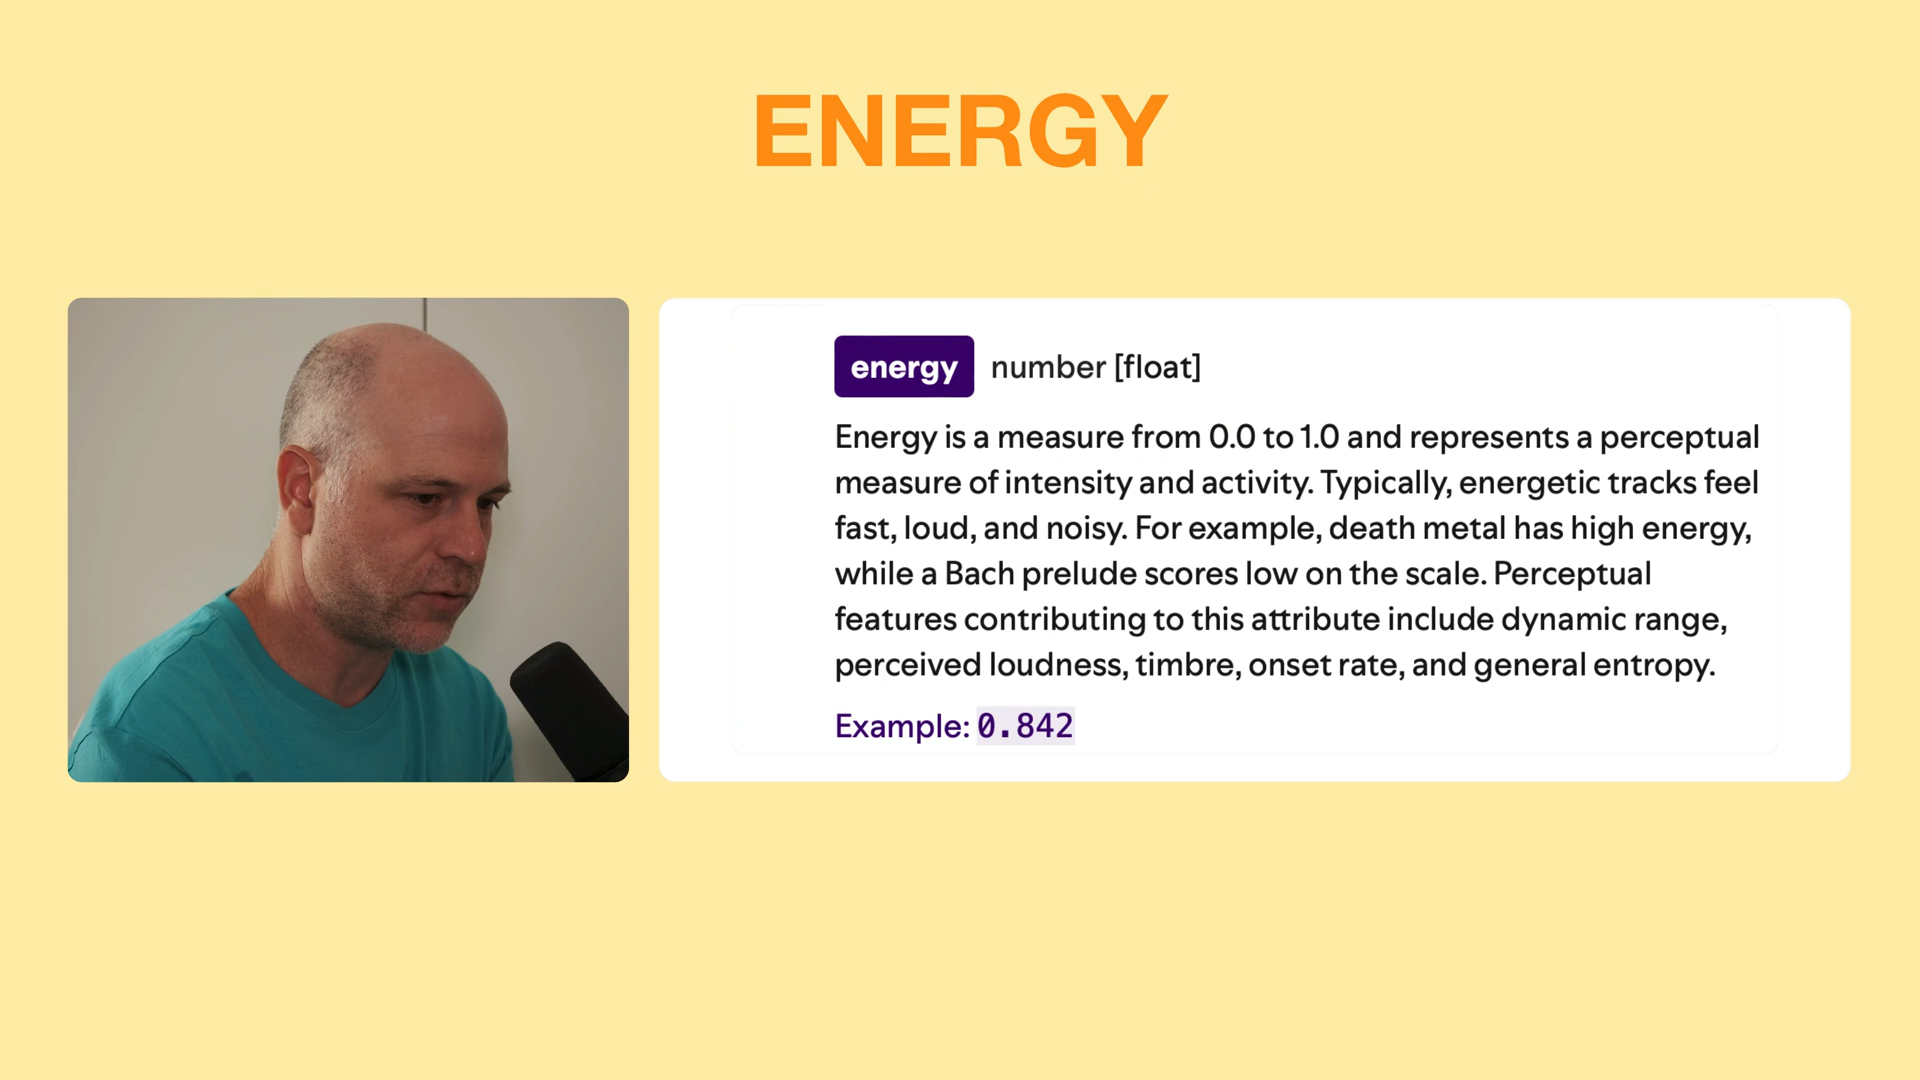 ENERGY
energy number [float]
Energy is a measure from 0.0 to 1.0 and represents a perceptual
measure of intensity and activity. Typically, energetic tracks feel
fast, loud, and noisy. For example, death metal has high energy,
while a Bach prelude scores low on the scale. Perceptual
features contributing to this attribute include dynamic range,
perceived loudness, timbre, onset rate, and general entropy.
Example: 0.842